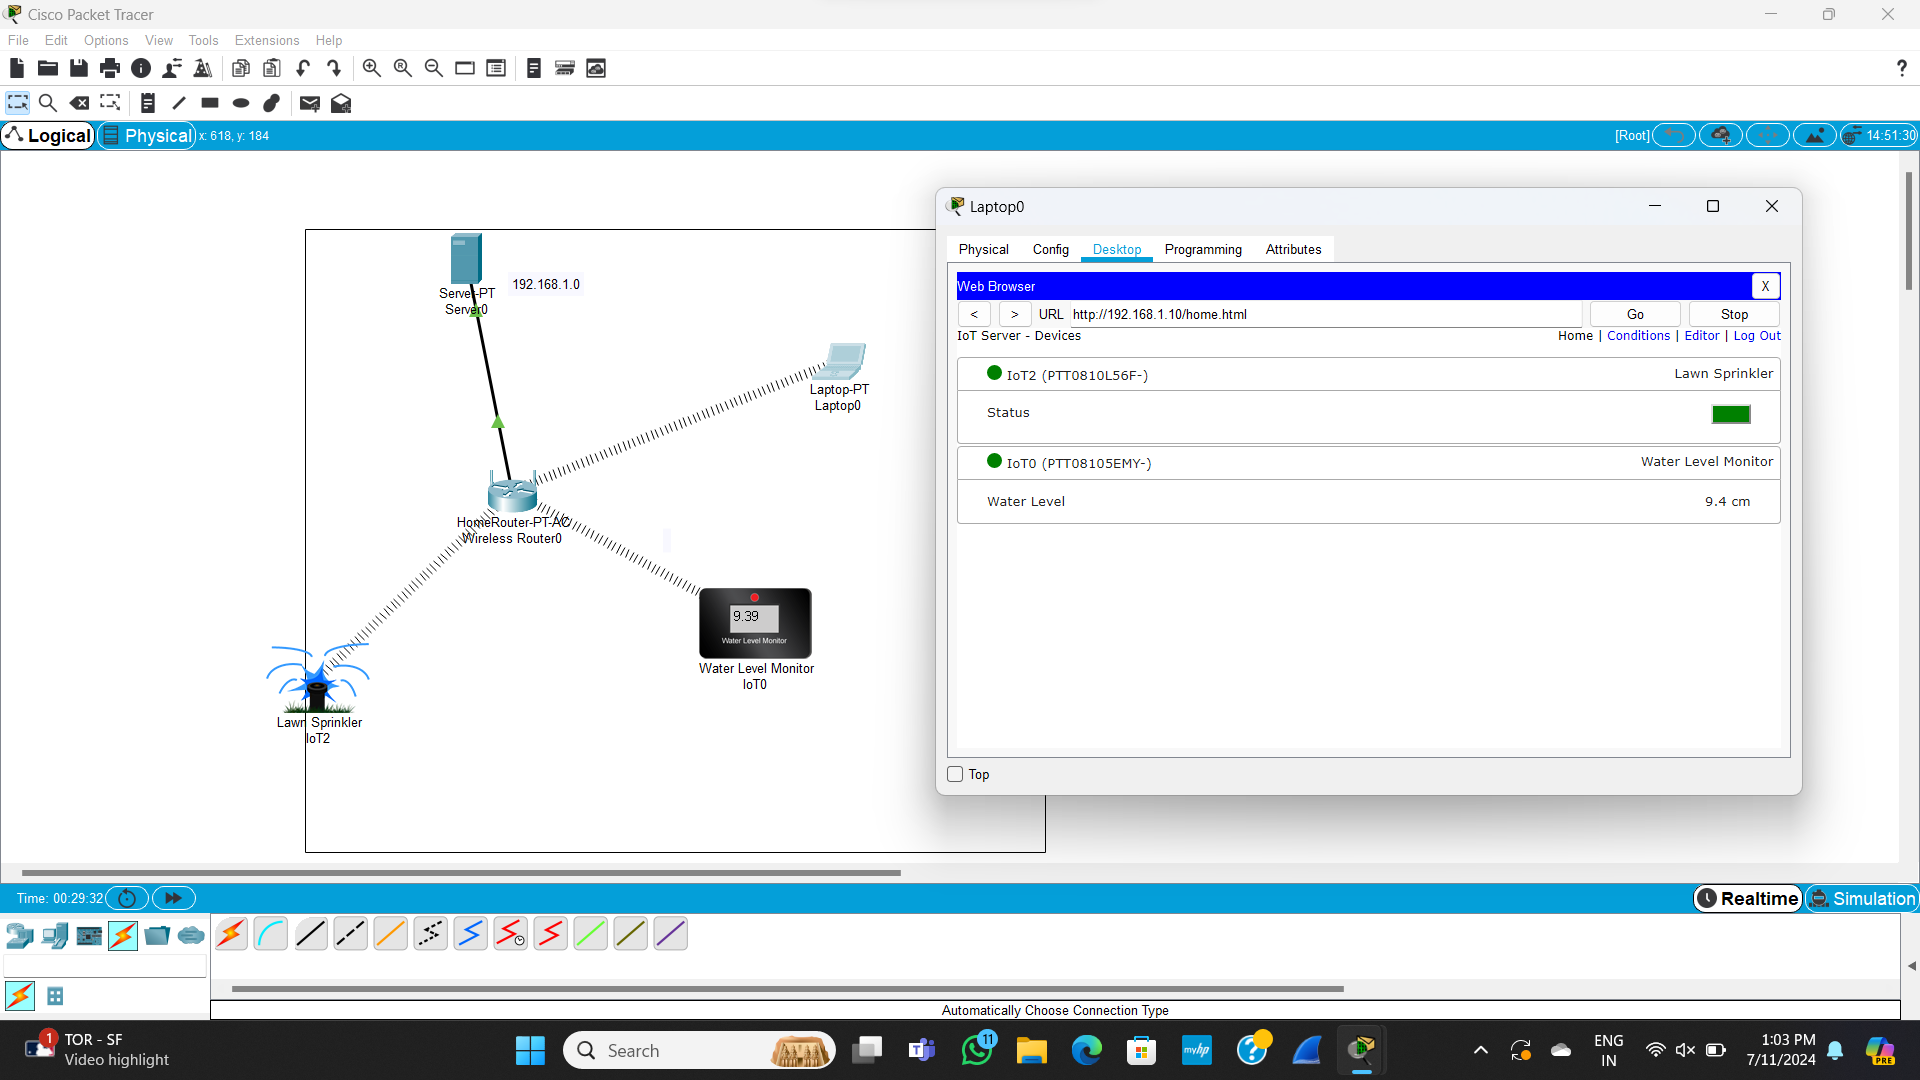 Cisco Packet Tracer
File Edit Options View Tools Extensions Help
?
Logical Physical x: 618, y: 184
[Root] 14:51:30
Server-PT
Server0
192.168.1.0
Laptop-PT
Laptop0
HomeRouter-PT-AC
Wireless Router0
9.39
Water Level Monitor
Water Level Monitor
IoT0
Lawn Sprinkler
IoT2
Laptop0
Physical Config Desktop Programming Attributes
Web Browser X
< > URL http://192.168.1.10/home.html Go Stop
IoT Server - Devices Home | Conditions | Editor | Log Out
IoT2 (PTT0810L56F-) Lawn Sprinkler
Status
IoT0 (PTT08105EMY-) Water Level Monitor
Water Level 9.4 cm
Top
Time: 00:29:32
Realtime Simulation
Automatically Choose Connection Type
1
TOR - SF
Video highlight
Search
11
myhp
ENG
IN
1:03 PM
7/11/2024
PRE